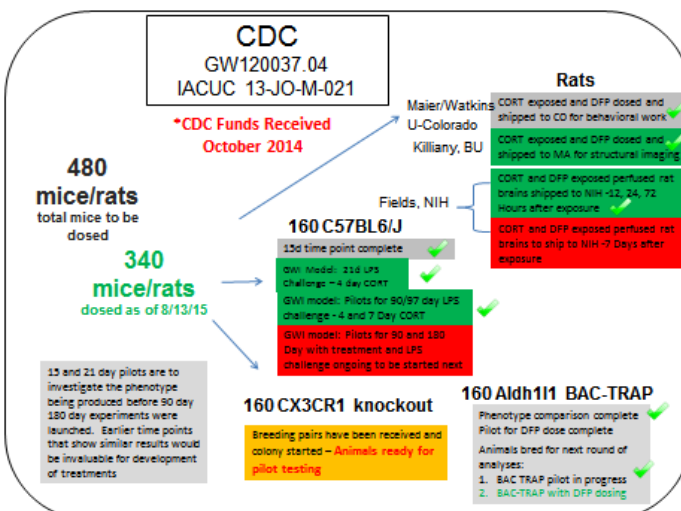 CDC
GW120037.04
IACUC 13-JO-M-021
*CDC Funds Received
October 2014
480
mice/rats
total mice to be
dosed
340
mice/rats
dosed as of 8/13/15
15 and 21 day pilots are to
investigate the phenotype
being produced before 90 day
180 day experiments were
launched. Earlier time points
that show similar results would
be invaluable for development
of treatments
Rats
Maier/Watkins
U-Colorado
CORT exposed and DFP dosed and
shipped to CO for behavioral work
Killiany, BU
CORT exposed and DFP dosed and
shipped to MA for structural imaging
Fields, NIH
CORT and DFP exposed perfused rat
brains shipped to NIH -12, 24, 72
Hours after exposure
CORT and DFP exposed perfused rat
brains to ship to NIH -7 Days after
exposure
160 C57BL6/J
15d time point complete
GWI Model: 21d LPS
Challenge – 4 day CORT
GWI model: Pilots for 90/97 day LPS
challenge - 4 and 7 Day CORT
GWI model: Pilots for 90 and 180
Day with treatment and LPS
challenge ongoing to be started next
160 CX3CR1 knockout
Breeding pairs have been received and
colony started – Animals ready for
pilot testing
160 Aldh1l1 BAC-TRAP
Phenotype comparison complete
Pilot for DFP dose complete
Animals bred for next round of
analyses:
1. BAC TRAP pilot in progress
2. BAC-TRAP with DFP dosing